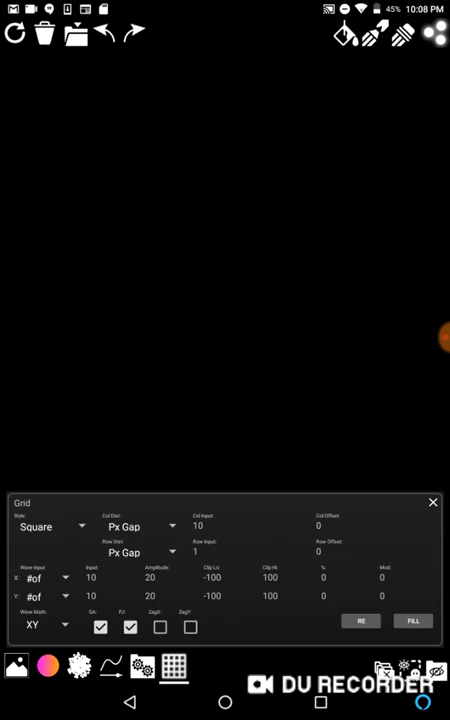 45% 10:08 PM
Grid
Style: Col Dist: Col Input: Col Offset:
Square Px Gap 10 0
Row Dist: Row Input: Row Offset:
Px Gap 1 0
Wave Input Input: Amplitude: Clip Lo: Clip Hi: %: Mod:
X: #of 10 20 -100 100 0 0
Y: #of 10 20 -100 100 0 0
Wave Math: GA: PJ: ZagX: ZagY:
XY RE FILL
DU RECORDER